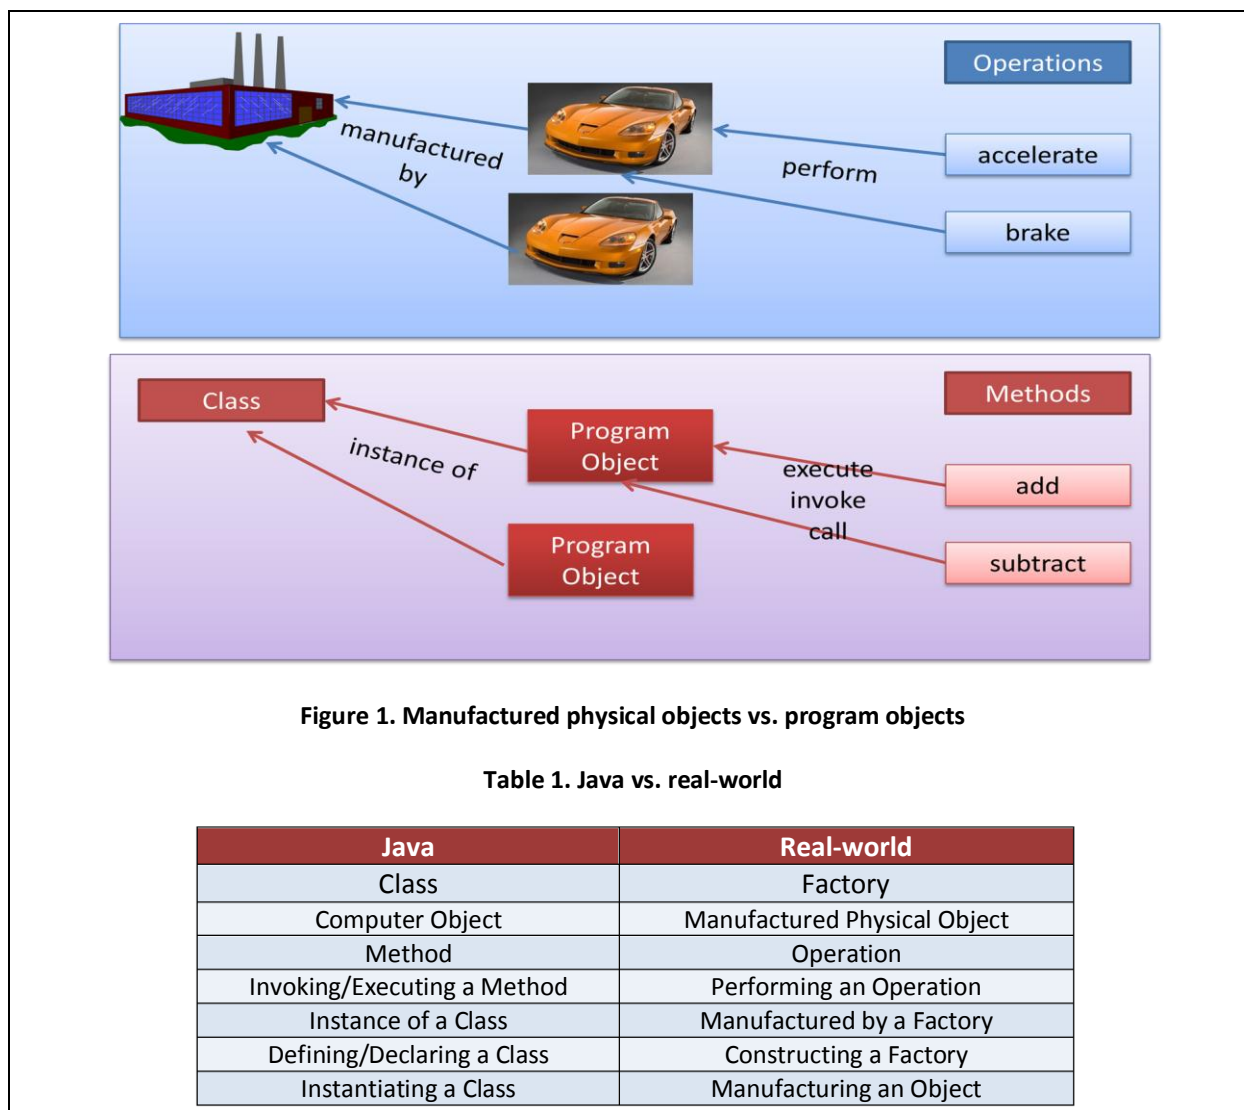 Operations
manufactured
by
perform
accelerate
brake
Class
Methods
instance of
Program
Object
execute
invoke
call
add
Program
Object
subtract
Figure 1. Manufactured physical objects vs. program objects
Table 1. Java vs. real-world
Java Real-world
Class Factory
Computer Object Manufactured Physical Object
Method Operation
Invoking/Executing a Method Performing an Operation
Instance of a Class Manufactured by a Factory
Defining/Declaring a Class Constructing a Factory
Instantiating a Class Manufacturing an Object